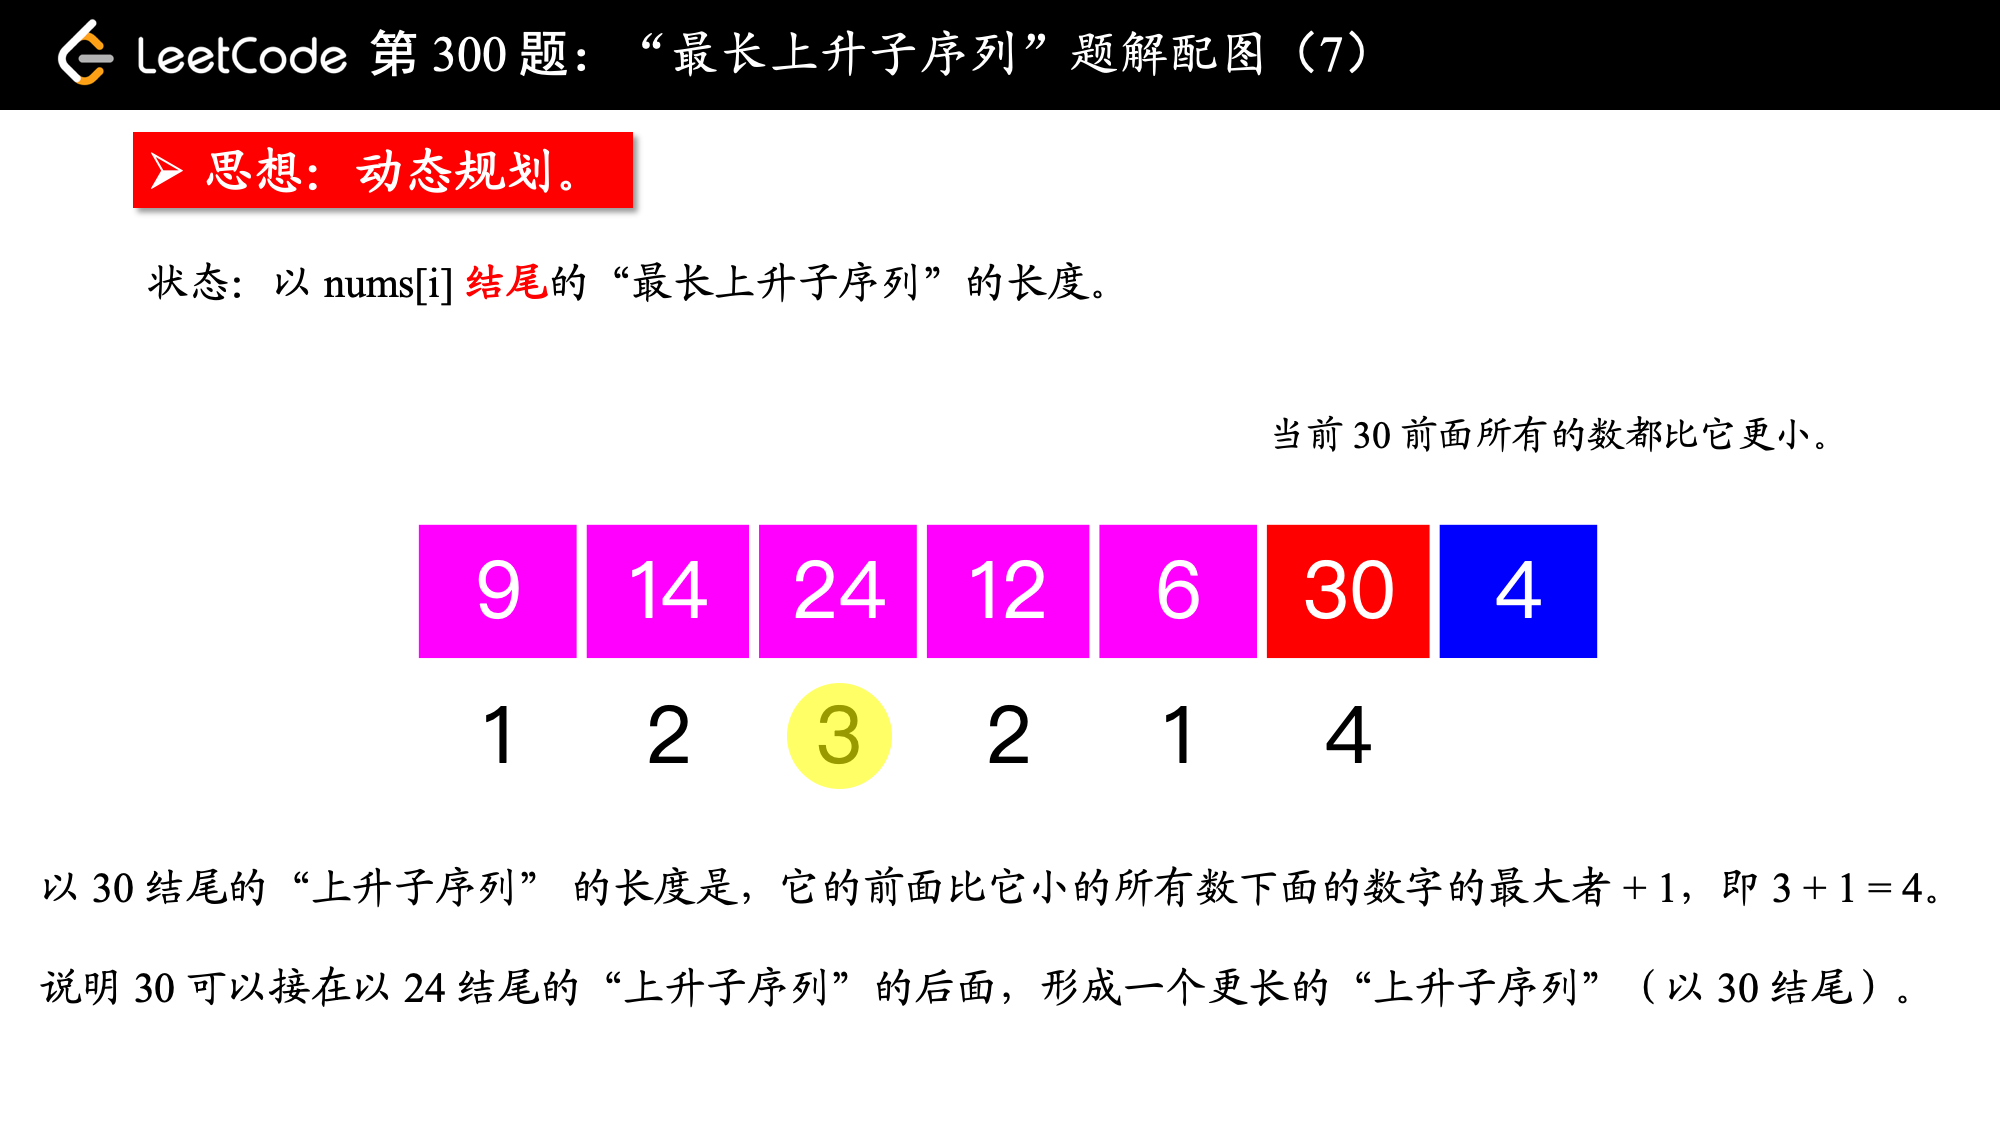 LeetCode 第 300 题：“最长上升子序列”题解配图（7）
➢ 思想：动态规划。
状态：以 nums[i] 结尾的“最长上升子序列”的长度。
当前 30 前面所有的数都比它更小。
9 14 24 12 6 30 4
1 2 3 2 1 4
以 30 结尾的“上升子序列” 的长度是，它的前面比它小的所有数下面的数字的最大者 + 1，即 3 + 1 = 4。
说明 30 可以接在以 24 结尾的“上升子序列”的后面，形成一个更长的“上升子序列”（以 30 结尾）。